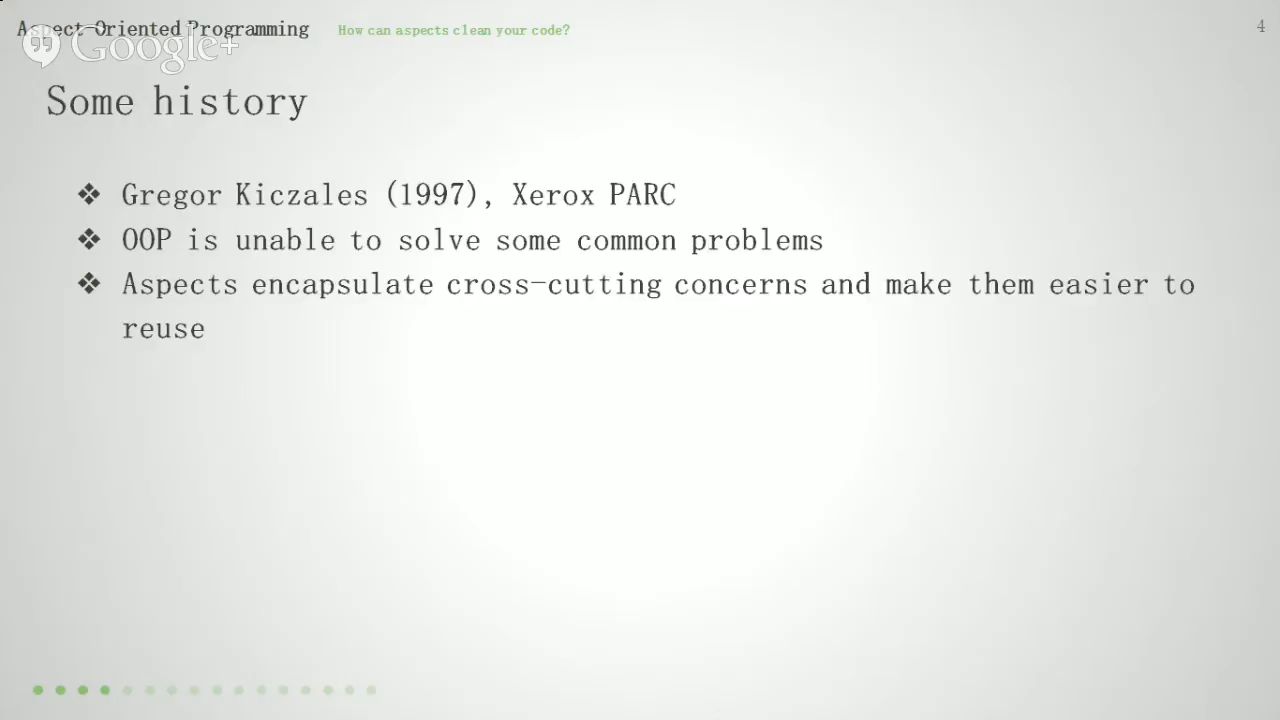 Aspect Oriented Programming How can aspects clean your code? 4
Google+
Some history
❖ Gregor Kiczales (1997), Xerox PARC
❖ OOP is unable to solve some common problems
❖ Aspects encapsulate cross-cutting concerns and make them easier to
reuse